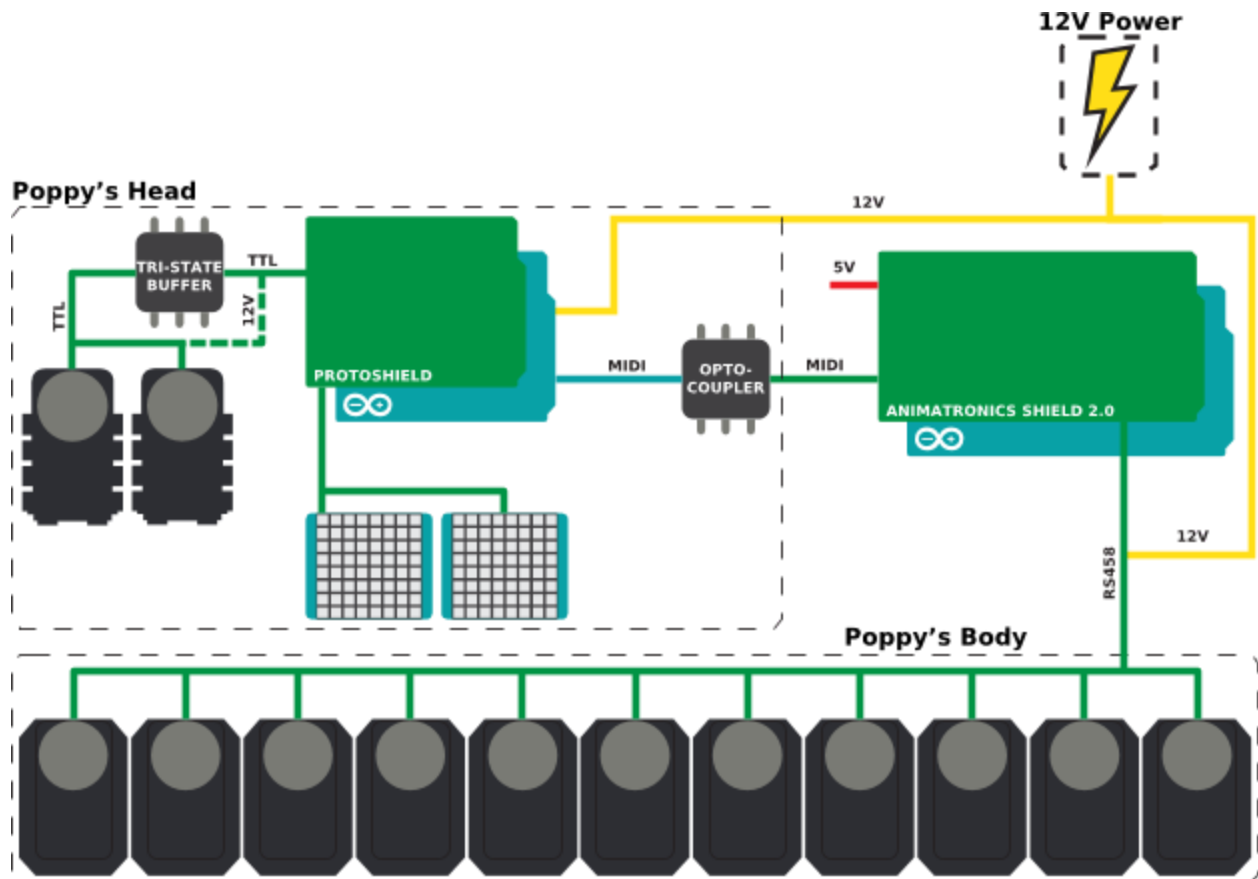 12V Power
Poppy’s Head
12V
TRI-STATE
BUFFER
TTL
12V
TTL
5V
PROTOSHIELD
MIDI
OPTO-
COUPLER
MIDI
ANIMATRONICS SHIELD 2.0
12V
RS458
Poppy’s Body